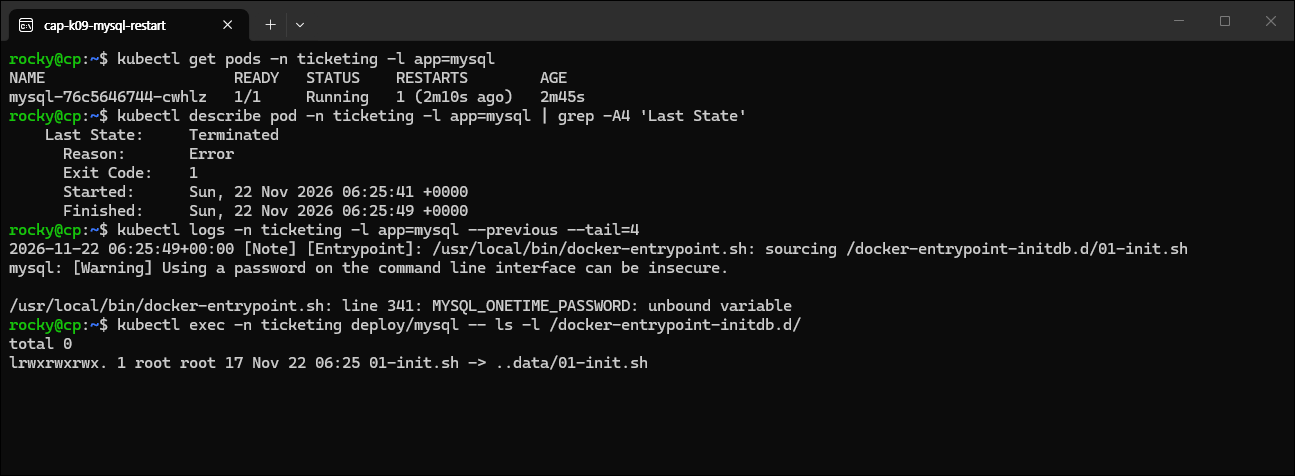 cap-k09-mysql-restart
rocky@cp:~$ kubectl get pods -n ticketing -l app=mysql
NAME                     READY   STATUS    RESTARTS        AGE
mysql-76c5646744-cwhlz   1/1     Running   1 (2m10s ago)   2m45s
rocky@cp:~$ kubectl describe pod -n ticketing -l app=mysql | grep -A4 'Last State'
    Last State:     Terminated
      Reason:       Error
      Exit Code:    1
      Started:      Sun, 22 Nov 2026 06:25:41 +0000
      Finished:     Sun, 22 Nov 2026 06:25:49 +0000
rocky@cp:~$ kubectl logs -n ticketing -l app=mysql --previous --tail=4
2026-11-22 06:25:49+00:00 [Note] [Entrypoint]: /usr/local/bin/docker-entrypoint.sh: sourcing /docker-entrypoint-initdb.d/01-init.sh
mysql: [Warning] Using a password on the command line interface can be insecure.

/usr/local/bin/docker-entrypoint.sh: line 341: MYSQL_ONETIME_PASSWORD: unbound variable
rocky@cp:~$ kubectl exec -n ticketing deploy/mysql -- ls -l /docker-entrypoint-initdb.d/
total 0
lrwxrwxrwx. 1 root root 17 Nov 22 06:25 01-init.sh -> ..data/01-init.sh